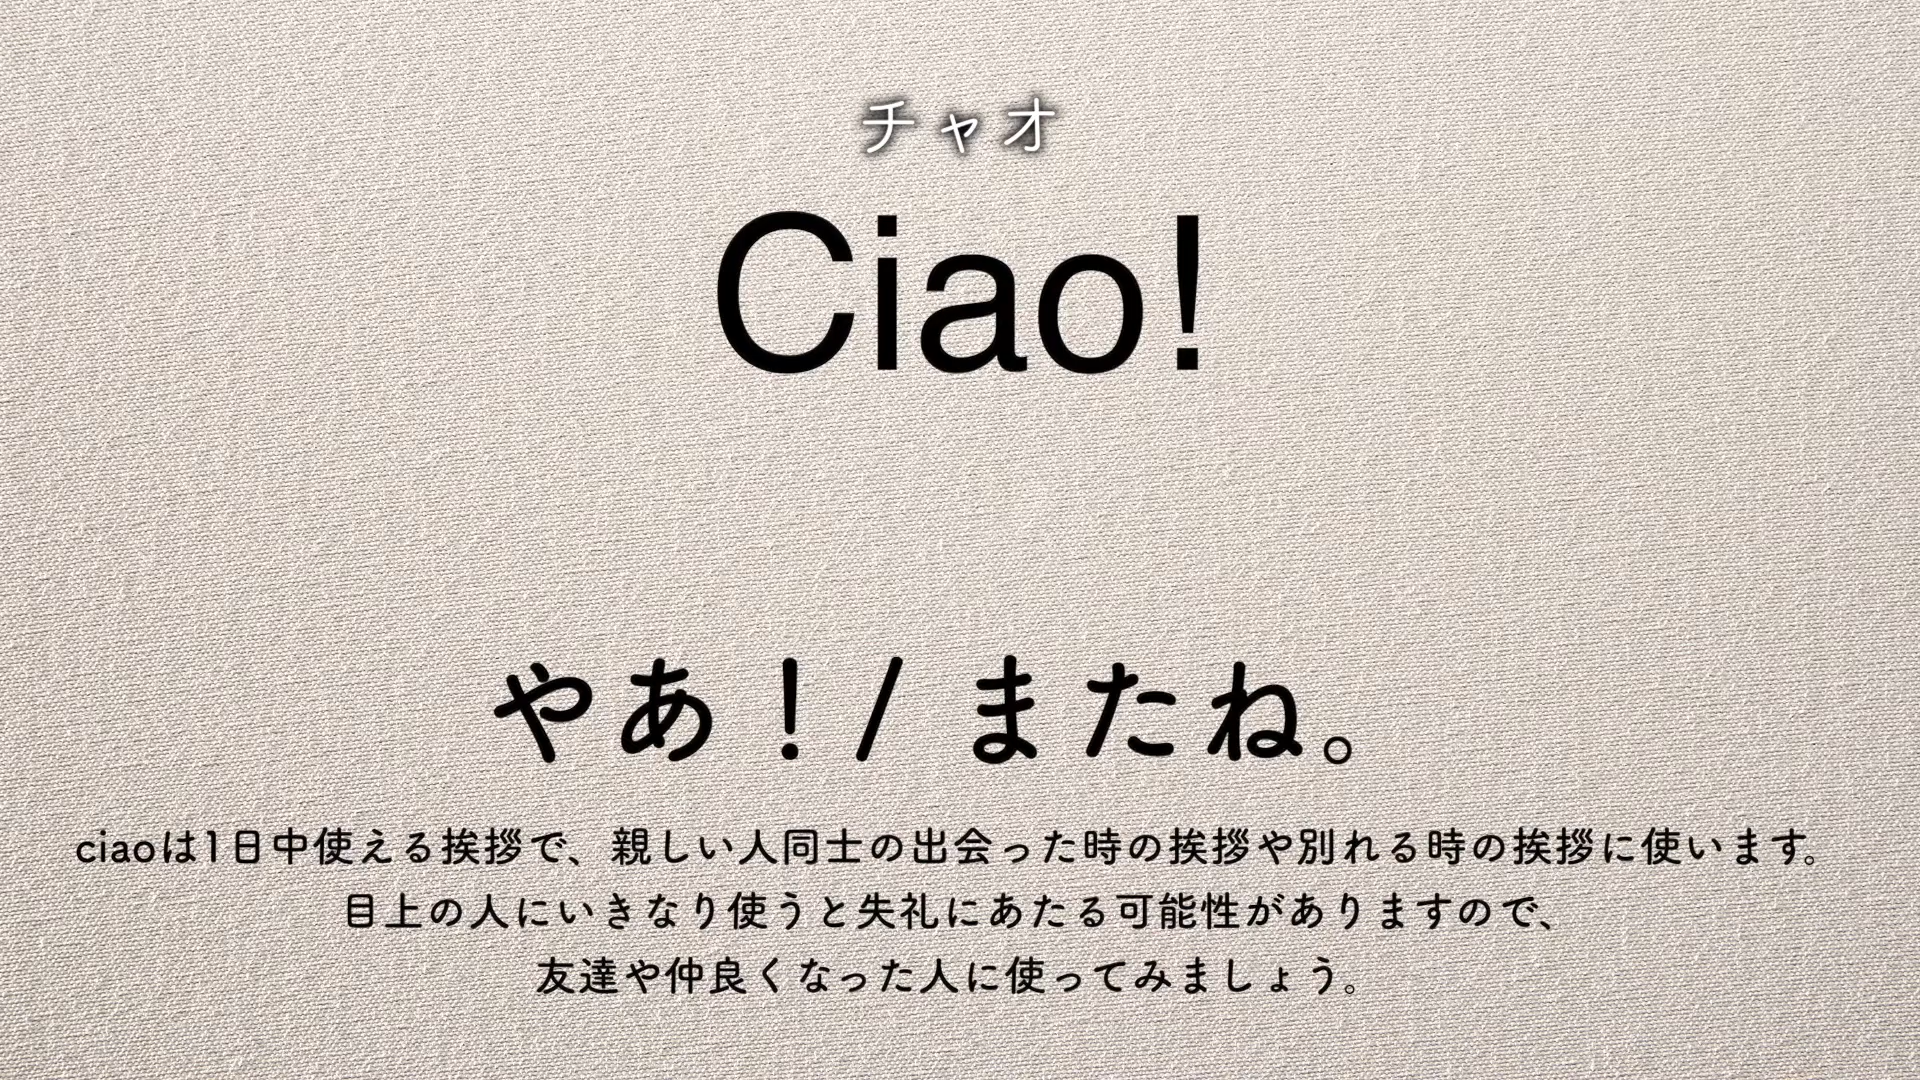 チャオ
Ciao!
やあ！/ またね。
ciaoは1日中使える挨拶で、親しい人同士の出会った時の挨拶や別れる時の挨拶に使います。
目上の人にいきなり使うと失礼にあたる可能性がありますので、
友達や仲良くなった人に使ってみましょう。